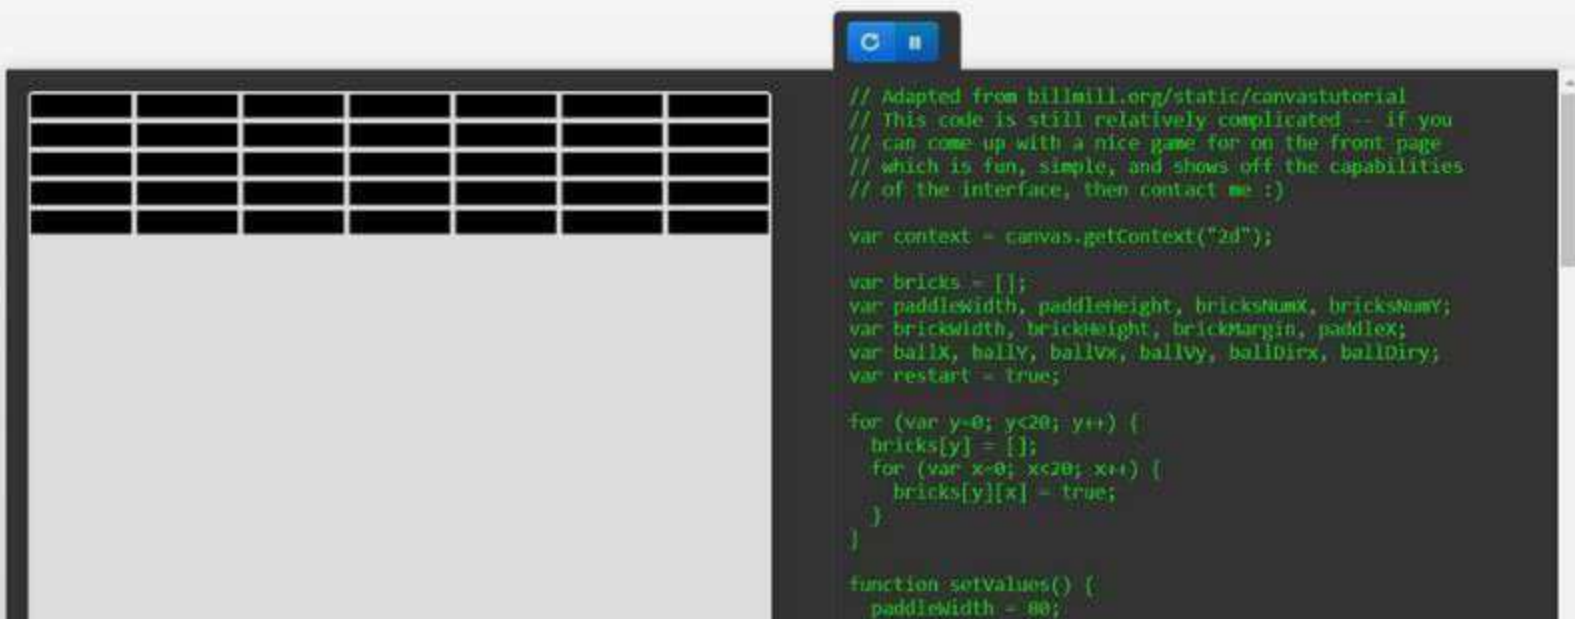 // Adapted from billmill.org/static/canvastutorial
// This code is still relatively complicated -- if you
// can come up with a nice game for on the front page
// which is fun, simple, and shows off the capabilities
// of the interface, then contact me :)
var context = canvas.getContext("2d");
var bricks = [];
var paddleWidth, paddleHeight, bricksNumX, bricksNumY;
var brickWidth, brickHeight, brickMargin, paddleX;
var ballX, ballY, ballVx, ballVy, ballDirx, ballDiry;
var restart = true;
for (var y=0; y<20; y++) {
bricks[y] = [];
for (var x=0; x<20; x++) {
bricks[y][x] = true;
}
}
function setValues() {
paddleWidth = 80;